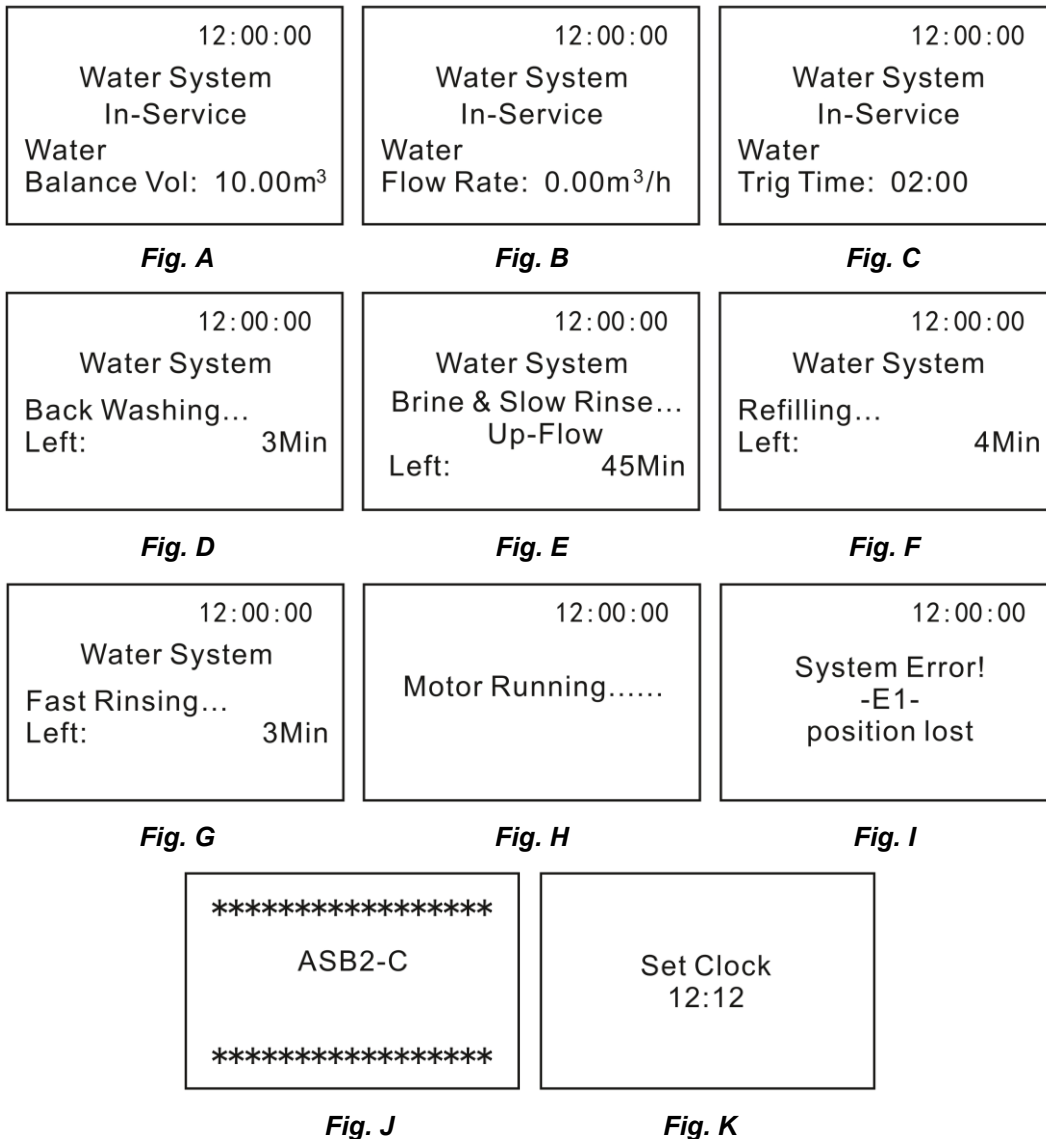 12:00:00
Water System
In-Service
Water
Balance Vol: 10.00m³
Fig. A
12:00:00
Water System
In-Service
Water
Flow Rate: 0.00m³/h
Fig. B
12:00:00
Water System
In-Service
Water
Trig Time: 02:00
Fig. C
12:00:00
Water System
Back Washing...
Left: 3Min
Fig. D
12:00:00
Water System
Brine & Slow Rinse...
Up-Flow
Left: 45Min
Fig. E
12:00:00
Water System
Refilling...
Left: 4Min
Fig. F
12:00:00
Water System
Fast Rinsing...
Left: 3Min
Fig. G
12:00:00
Motor Running......
Fig. H
12:00:00
System Error!
-E1-
position lost
Fig. I
*****************
ASB2-C
*****************
Fig. J
Set Clock
12:12
Fig. K